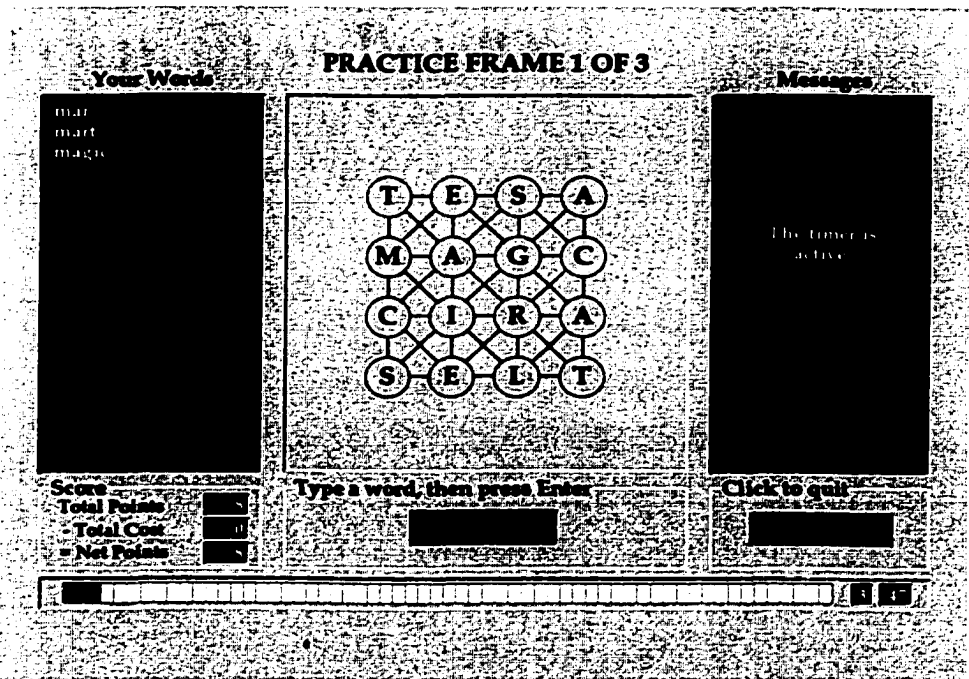 PRACTICE FRAME 1 OF 3
Your Words
mar
mart
magic
T E S A
M A G C
C I R A
S E L T
Messages
The timer is
active
Score
Total Points
- Total Cost
= Net Points
Type a word, then press Enter
Click to quit